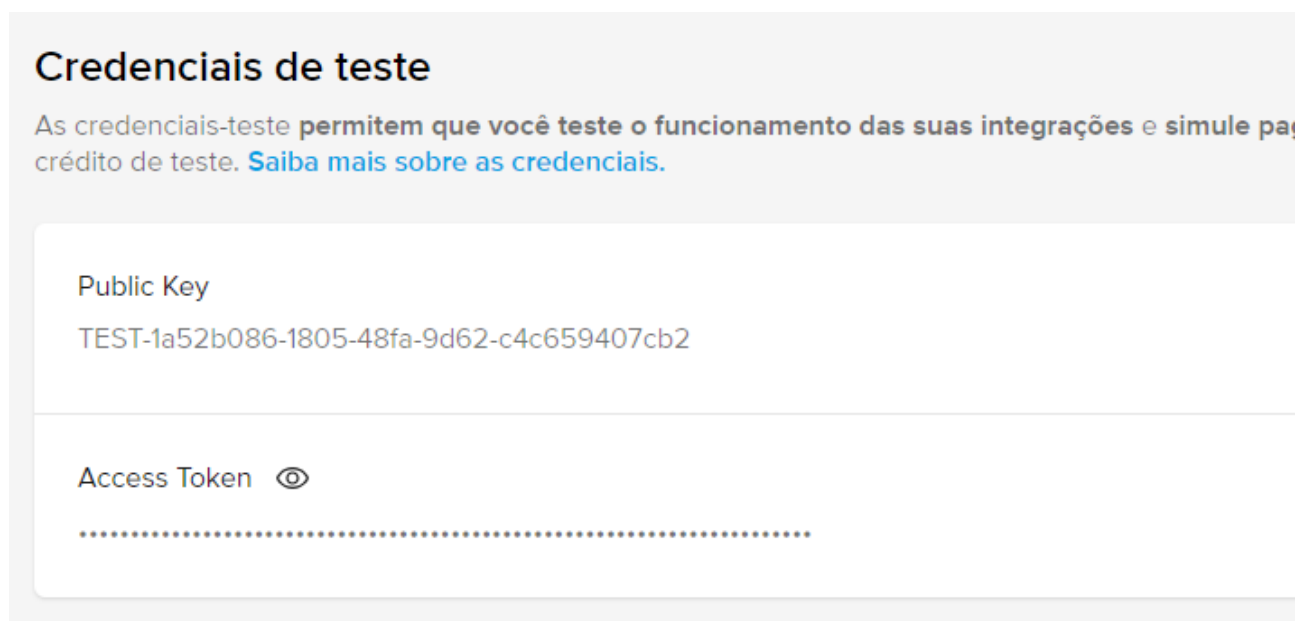 Credenciais de teste
As credenciais-teste permitem que você teste o funcionamento das suas integrações e simule
crédito de teste. Saiba mais sobre as credenciais.
Public Key
TEST-1a52b086-1805-48fa-9d62-c4c659407cb2
Access Token